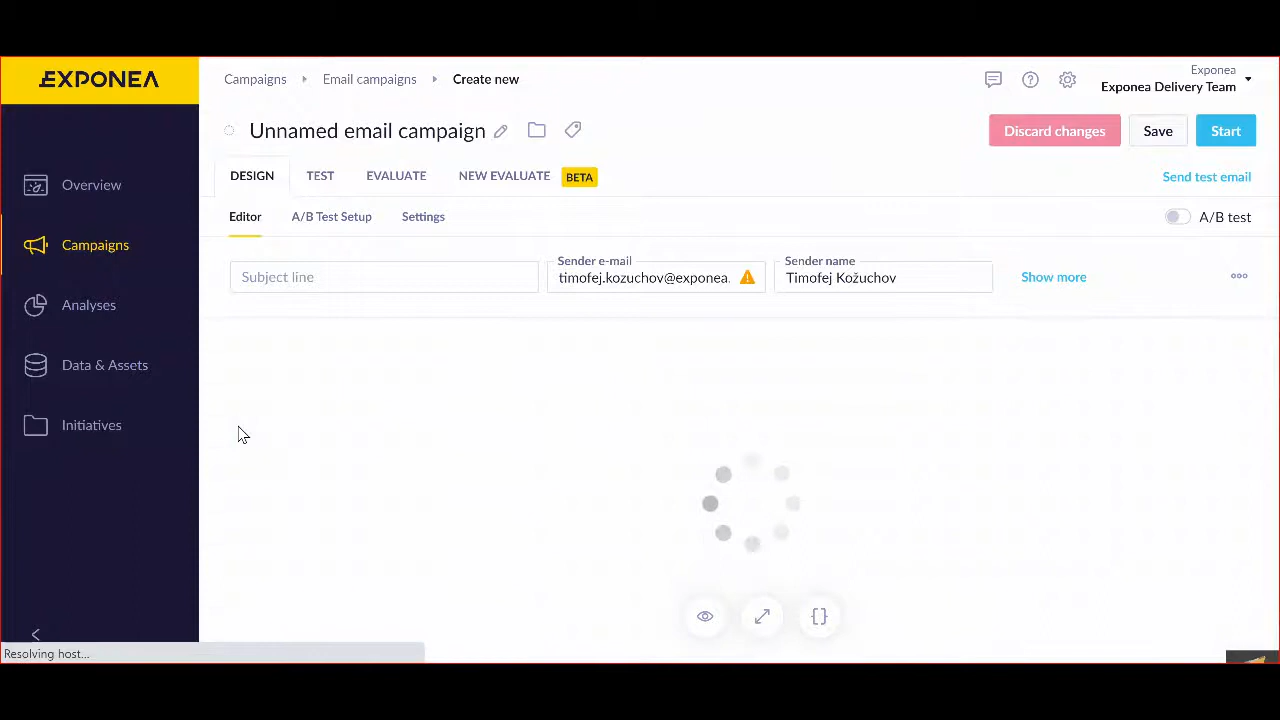 EXPONEA
Campaigns Email campaigns Create new
Exponea
Exponea Delivery Team
Unnamed email campaign
Discard changes Save Start
DESIGN TEST EVALUATE NEW EVALUATE BETA Send test email
Overview
Editor A/B Test Setup Settings A/B test
Campaigns
Sender e-mail Sender name
Subject line timofej.kozuchov@exponea. Timofej Kožuchov Show more
Analyses
Data & Assets
Initiatives
{}
Resolving host...